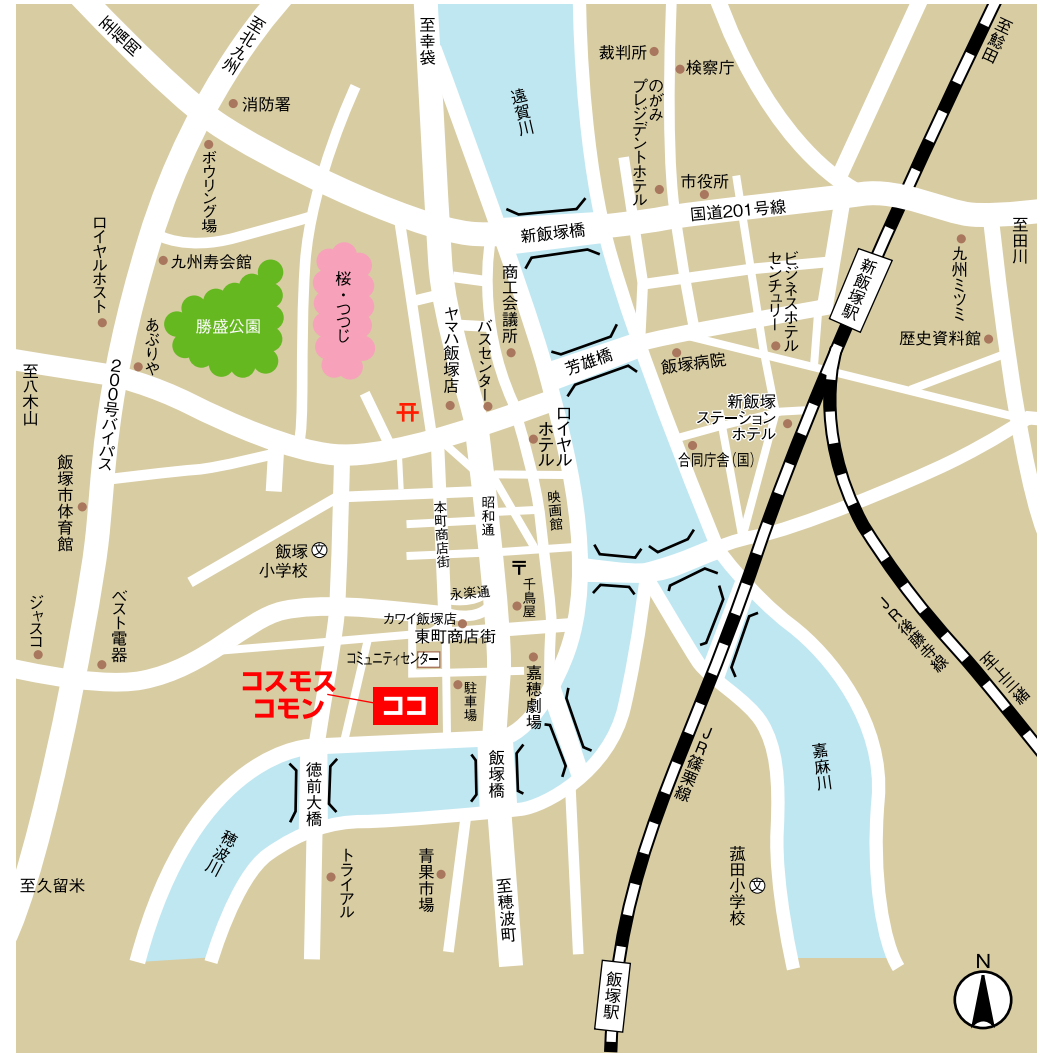 至福岡
至北九州
至幸袋
裁判所
検察庁
至鯰田
消防署
遠賀川
のがみ
プレジデントホテル
ボウリング場
市役所
国道201号線
ロイヤルホスト
新飯塚橋
至田川
九州寿会館
桜・つつじ
商工会議所
ビジネスホテル
センチュリー
新飯塚駅
九州ミツミ
勝盛公園
あぶりや
ヤマハ飯塚店
バスセンター
芳雄橋
飯塚病院
歴史資料館
至八木山
200号バイパス
ロイヤル
ホテル
新飯塚
ステーション
ホテル
合同庁舎(国)
飯塚市体育館
本町商店街
昭和通
映画館
飯塚
小学校
文
〒
千鳥屋
永楽通
カワイ飯塚店
東町商店街
コミュニティセンター
ジャスコ
ベスト電器
JR後藤寺線
至上三緒
コスモス
コモン
ココ
駐車場
嘉穂劇場
JR篠栗線
嘉麻川
徳前大橋
飯塚橋
穂波川
トライアル
青果市場
至穂波町
菰田小学校
文
至久留米
飯塚駅
N